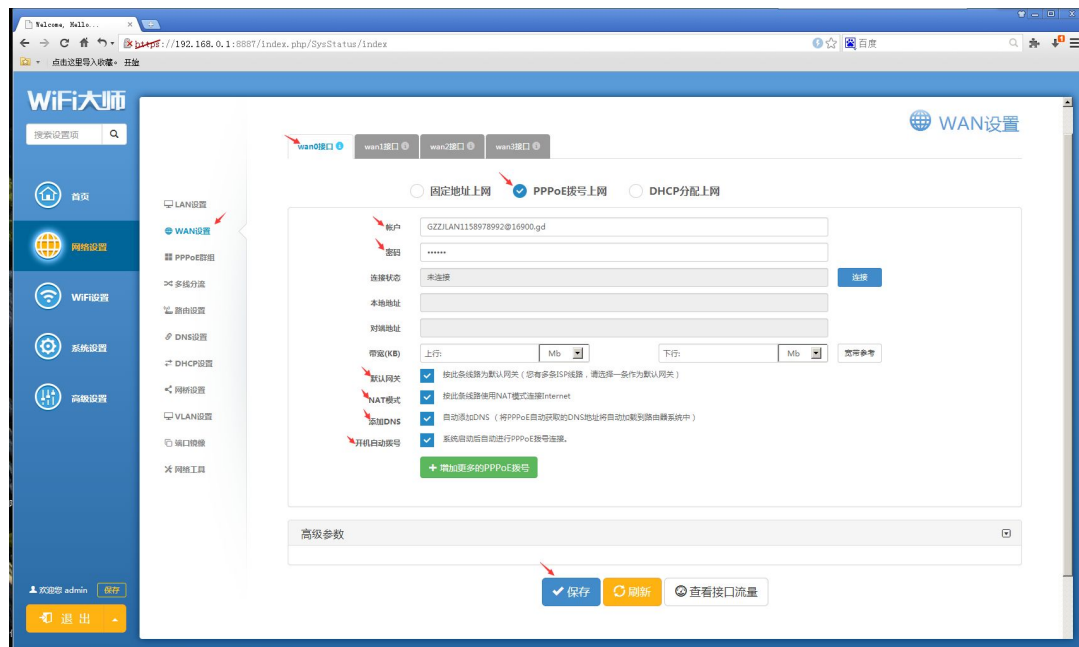 Welcome, Hello...
https://192.168.0.1:8887/index.php/SysStatus/index
百度
点击这里导入收藏。 开始
WiFi大师
搜索设置项
首页
网络设置
WiFi设置
系统设置
高级设置
欢迎您 admin 保存
退 出
LAN设置
WAN设置
PPPoE群组
多线分流
路由设置
DNS设置
DHCP设置
网桥设置
VLAN设置
端口镜像
网络工具
WAN设置
wan0接口 wan1接口 wan2接口 wan3接口
固定地址上网 PPPoE拨号上网 DHCP分配上网
帐户 GZZJLAN1158978992@16900.gd
密码 ••••••
连接状态 未连接 连接
本地地址
对端地址
带宽(KB) 上行: Mb 下行: Mb 宽带参考
默认网关 按此条线路为默认网关 ( 您有多条ISP线路，请选择一条作为默认网关 )
NAT模式 按此条线路使用NAT模式连接Internet
添加DNS 自动添加DNS ( 将PPPoE自动获取的DNS地址将自动加载到路由器系统中 )
开机自动拨号 系统启动后自动进行PPPoE拨号连接。
+ 增加更多的PPPoE拨号
高级参数
保存 刷新 查看接口流量